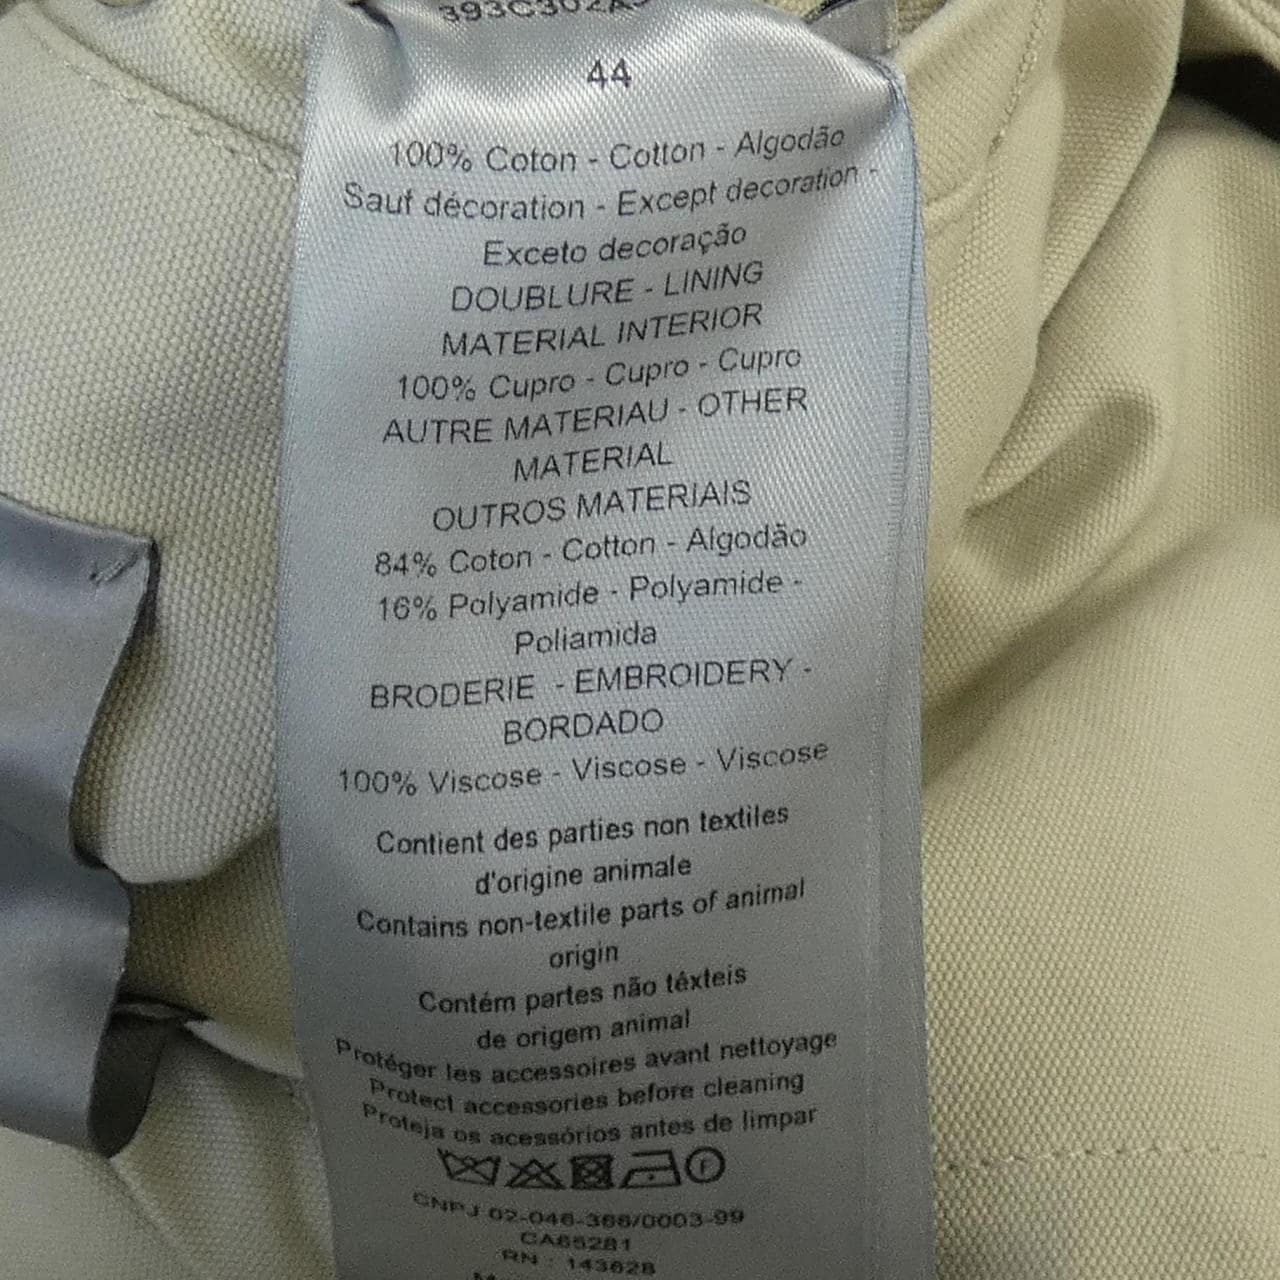 393C302A
44
100% Coton - Cotton - Algodão
Sauf décoration - Except decoration -
Exceto decoração
DOUBLURE - LINING
MATERIAL INTERIOR
100% Cupro - Cupro - Cupro
AUTRE MATERIAU - OTHER
MATERIAL
OUTROS MATERIAIS
84% Coton - Cotton - Algodão
16% Polyamide - Polyamide -
Poliamida
BRODERIE - EMBROIDERY -
BORDADO
100% Viscose - Viscose - Viscose
Contient des parties non textiles
d'origine animale
Contains non-textile parts of animal
origin
Contém partes não têxteis
de origem animal
Protéger les accessoires avant nettoyage
Protect accessories before cleaning
Proteja os acessórios antes de limpar
CNPJ 02-046-366/0003-99
CA65281
RN : 143628